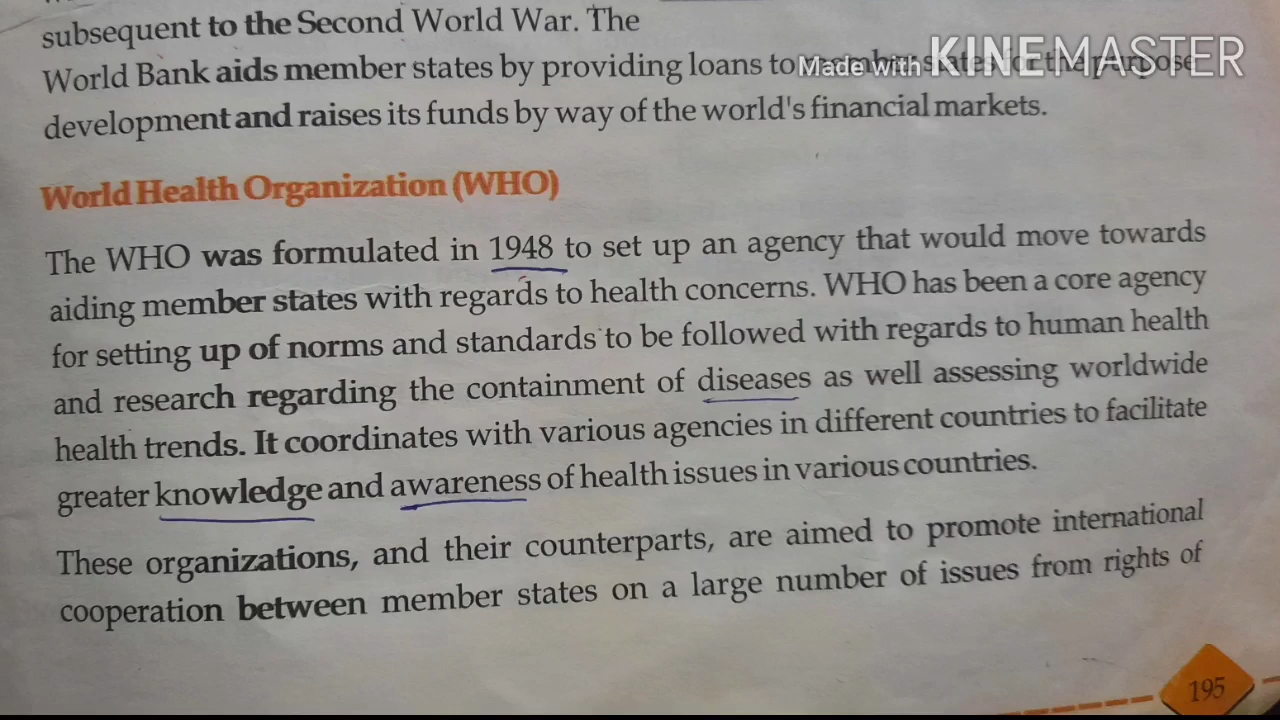 subsequent to the Second World War. The
World Bank aids member states by providing loans to member states for the purpose
Made with KINEMASTER
development and raises its funds by way of the world's financial markets.
World Health Organization (WHO)
The WHO was formulated in 1948 to set up an agency that would move towards
aiding member states with regards to health concerns. WHO has been a core agency
for setting up of norms and standards to be followed with regards to human health
and research regarding the containment of diseases as well assessing worldwide
health trends. It coordinates with various agencies in different countries to facilitate
greater knowledge and awareness of health issues in various countries.
These organizations, and their counterparts, are aimed to promote international
cooperation between member states on a large number of issues from rights of
195